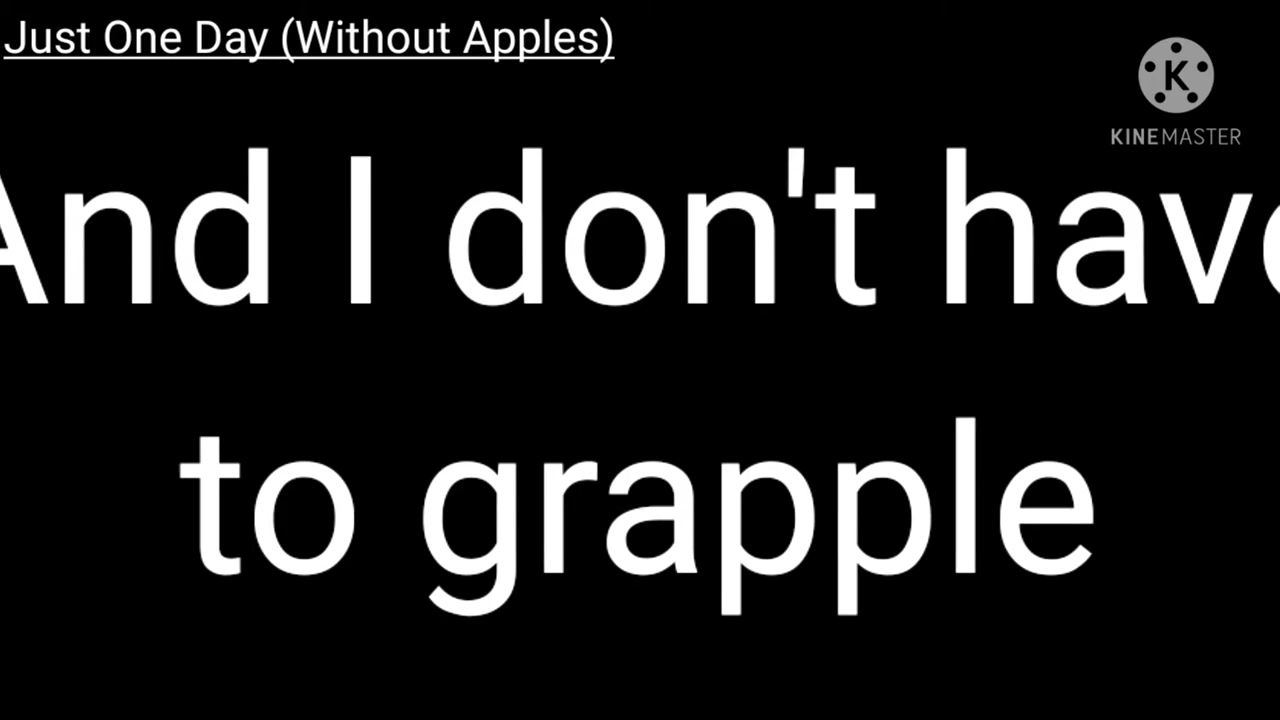 Just One Day (Without Apples)
K
KINEMASTER
And I don't have
to grapple